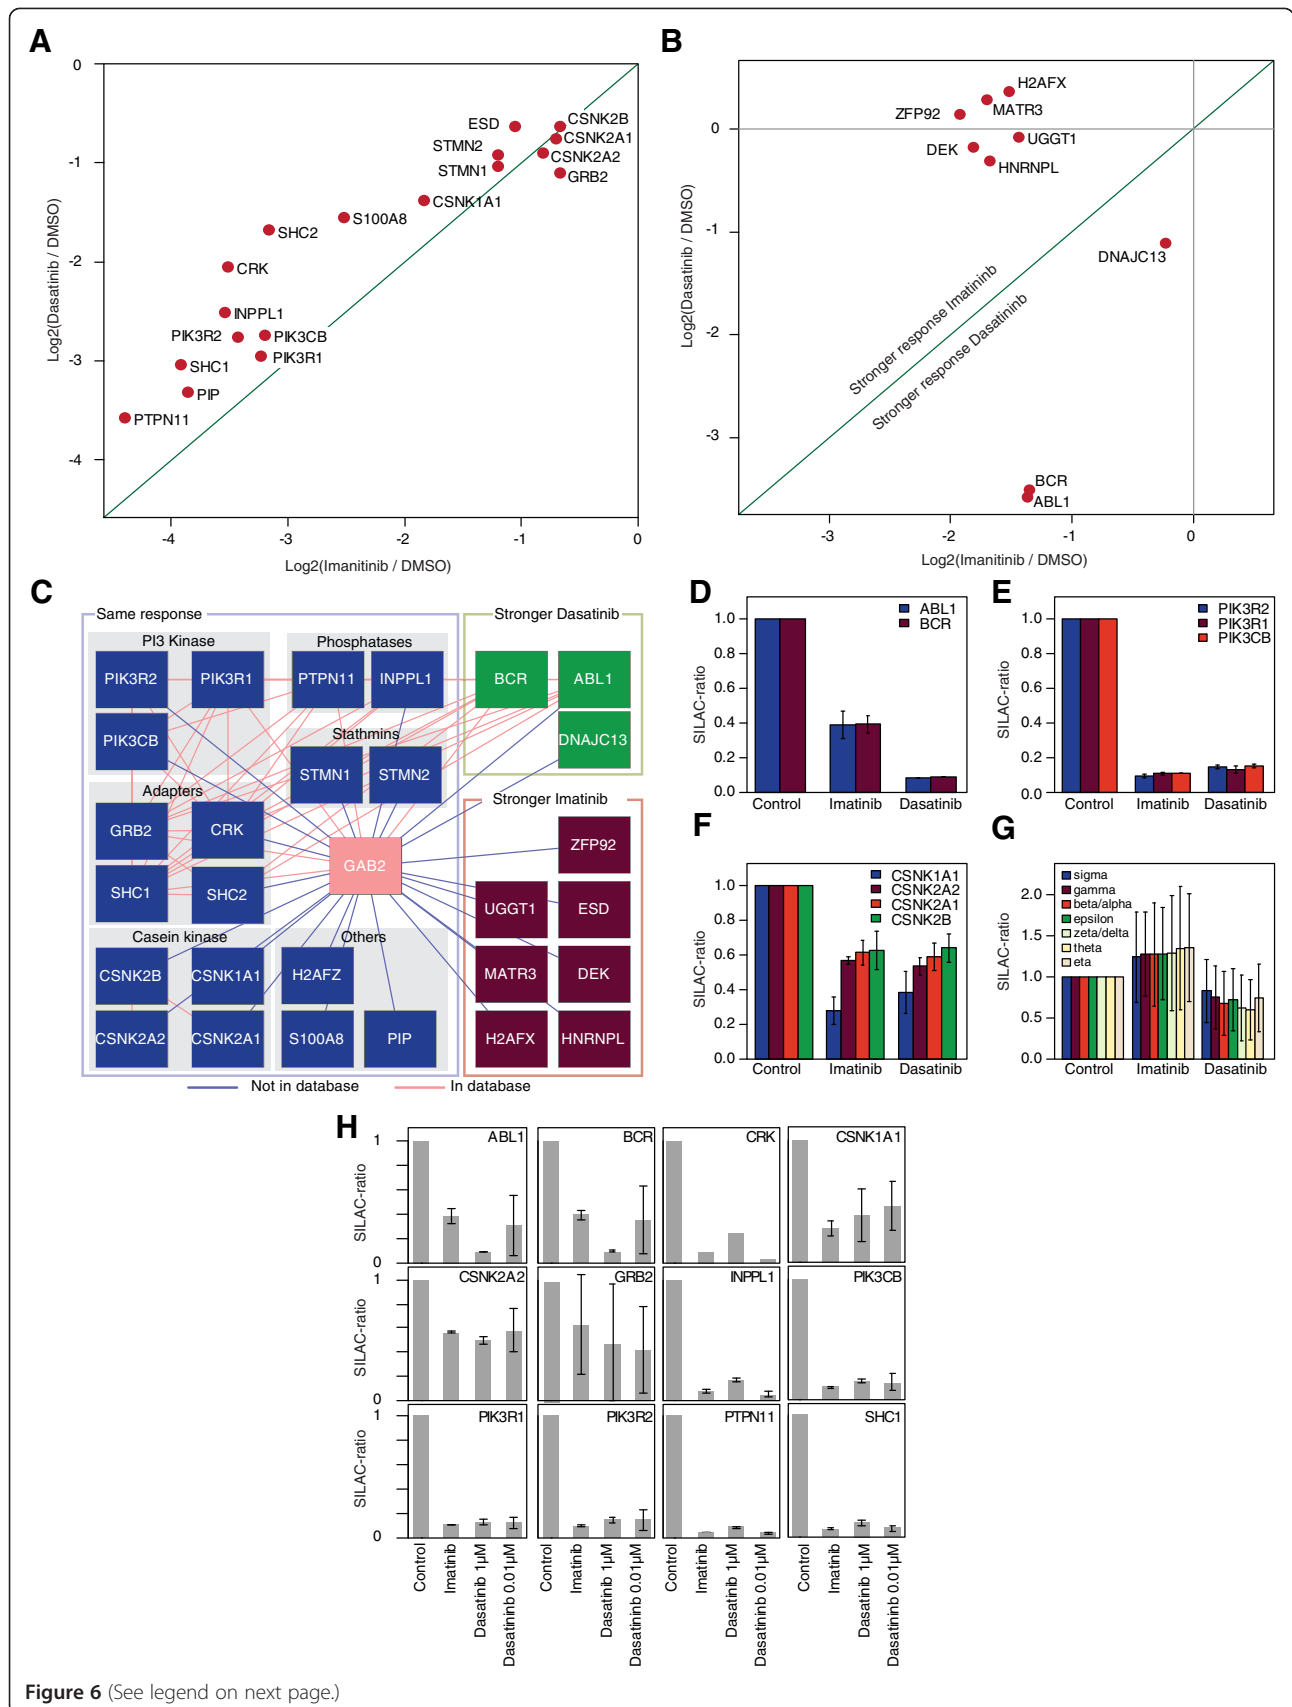 A
0
-1
-2
-3
-4
Log2(Dasatinib / DMSO)
ESD
CSNK2B
STMN2
CSNK2A1
CSNK2A2
STMN1
GRB2
CSNK1A1
S100A8
SHC2
CRK
INPPL1
PIK3R2
PIK3CB
PIK3R1
SHC1
PIP
PTPN11
-4
-3
-2
-1
0
Log2(Imanitinib / DMSO)
B
0
-1
-2
-3
Log2(Dasatinib / DMSO)
H2AFX
MATR3
ZFP92
UGGT1
DEK
HNRNPL
DNAJC13
Stronger response Imatininb
Stronger response Dasatininb
BCR
ABL1
-3
-2
-1
0
Log2(Imanitinib / DMSO)
C
Same response
Stronger Dasatinib
PI3 Kinase
Phosphatases
PIK3R2
PIK3R1
PTPN11
INPPL1
BCR
ABL1
PIK3CB
Stathmins
DNAJC13
STMN1
STMN2
Adapters
Stronger Imatinib
GRB2
CRK
ZFP92
GAB2
SHC1
SHC2
UGGT1
ESD
Casein kinase
Others
CSNK2B
CSNK1A1
H2AFZ
MATR3
DEK
CSNK2A2
CSNK2A1
S100A8
PIP
H2AFX
HNRNPL
Not in database
In database
D
1.0
0.8
0.6
0.4
0.2
0.0
SILAC-ratio
ABL1
BCR
Control
Imatinib
Dasatinib
E
1.0
0.8
0.6
0.4
0.2
0.0
SILAC-ratio
PIK3R2
PIK3R1
PIK3CB
Control
Imatinib
Dasatinib
F
1.0
0.8
0.6
0.4
0.2
0.0
SILAC-ratio
CSNK1A1
CSNK2A2
CSNK2A1
CSNK2B
Control
Imatinib
Dasatinib
G
2.0
1.5
1.0
0.5
0.0
SILAC-ratio
sigma
gamma
beta/alpha
epsilon
zeta/delta
theta
eta
Control
Imatinib
Dasatinib
H
1
0
SILAC-ratio
ABL1
BCR
CRK
CSNK1A1
1
0
SILAC-ratio
CSNK2A2
GRB2
INPPL1
PIK3CB
1
0
SILAC-ratio
PIK3R1
PIK3R2
PTPN11
SHC1
Control
Imatinib
Dasatinib 1µM
Dasatininb 0.01µM
Control
Imatinib
Dasatinib 1µM
Dasatininb 0.01µM
Control
Imatinib
Dasatinib 1µM
Dasatininb 0.01µM
Control
Imatinib
Dasatinib 1µM
Dasatininb 0.01µM
Figure 6 (See legend on next page.)